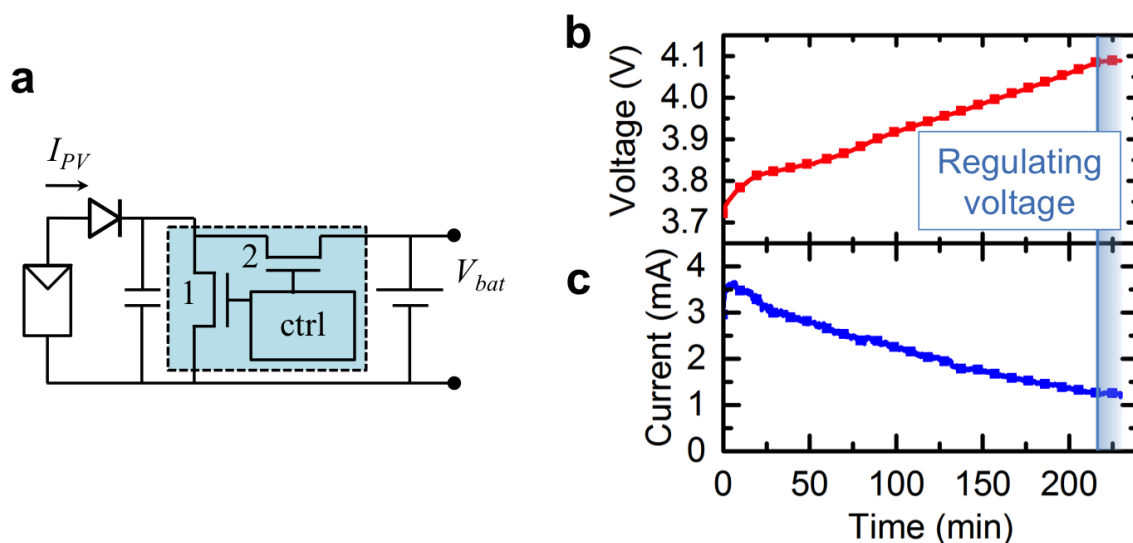 a
I_PV
1
2
ctrl
V_bat
b
Voltage (V)
4.1
4.0
3.9
3.8
3.7
Regulating
voltage
c
Current (mA)
4
3
2
1
0
0
50
100
150
200
Time (min)